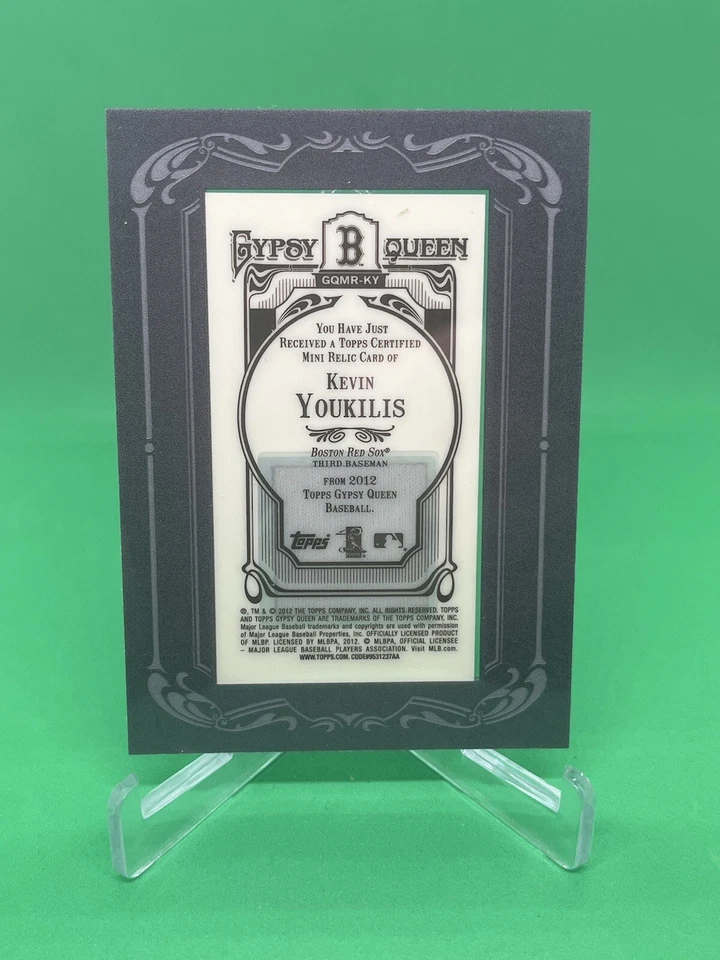 GYPSY B QUEEN
GQMR-KY
YOU HAVE JUST
RECEIVED A TOPPS CERTIFIED
MINI RELIC CARD OF
KEVIN
YOUKILIS
BOSTON RED SOX®
THIRD BASEMAN
FROM 2012
TOPPS GYPSY QUEEN
BASEBALL.
Topps
®, TM & © 2012 THE TOPPS COMPANY, INC. ALL RIGHTS RESERVED. TOPPS
AND TOPPS GYPSY QUEEN ARE TRADEMARKS OF THE TOPPS COMPANY, INC.
Major League Baseball trademarks and copyrights are used with permission
of Major League Baseball Properties, Inc. OFFICIALLY LICENSED PRODUCT
OF MLBP. LICENSED BY MLBPA, 2012. © MLBPA, OFFICIAL LICENSEE
– MAJOR LEAGUE BASEBALL PLAYERS ASSOCIATION. Visit MLB.com.
WWW.TOPPS.COM. CODE#9531237AA